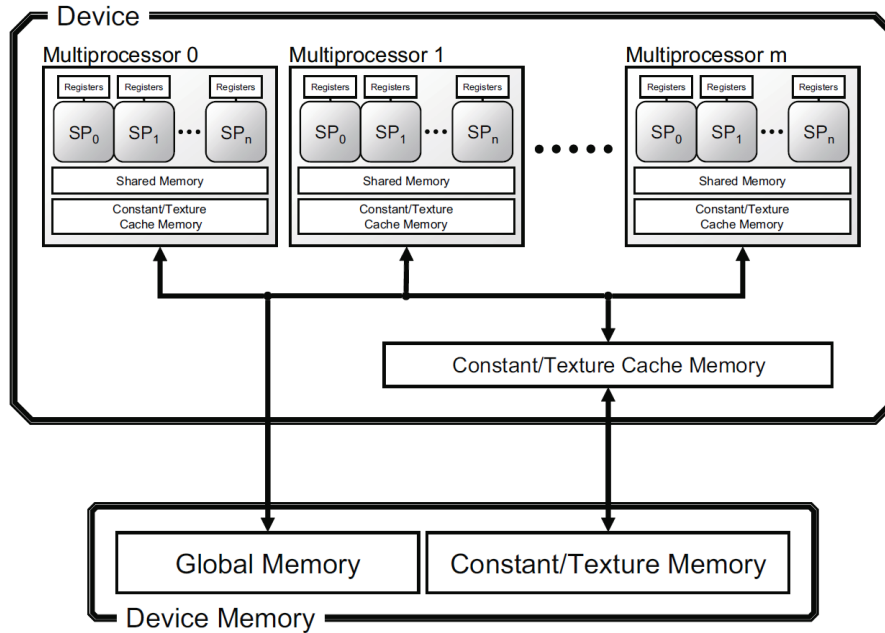 Device
Multiprocessor 0
Multiprocessor 1
Multiprocessor m
Registers
Registers
Registers
Registers
Registers
Registers
Registers
Registers
Registers
SP0
SP1
•••
SPn
SP0
SP1
•••
SPn
•••••
SP0
SP1
•••
SPn
Shared Memory
Shared Memory
Shared Memory
Constant/Texture
Cache Memory
Constant/Texture
Cache Memory
Constant/Texture
Cache Memory
Constant/Texture Cache Memory
Global Memory
Constant/Texture Memory
Device Memory